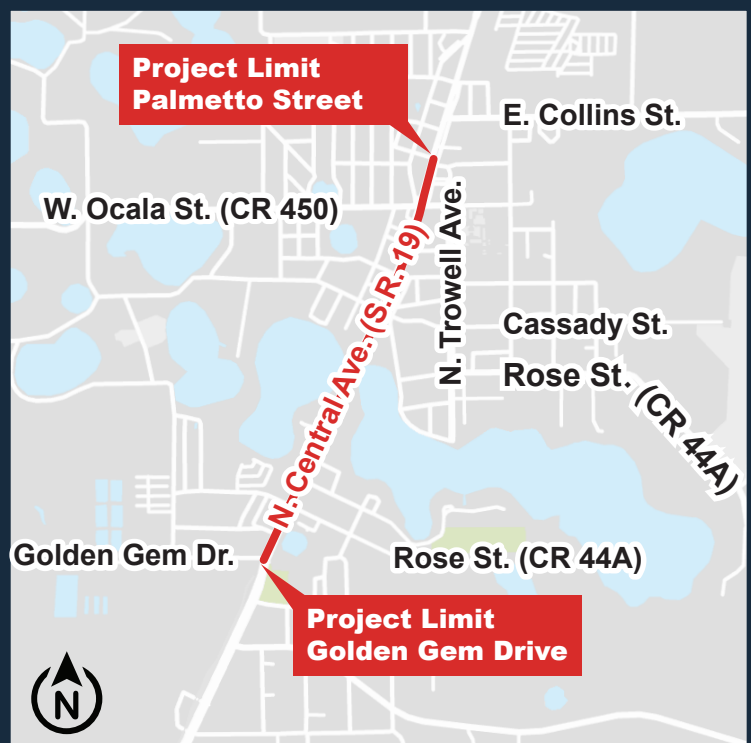 Project Limit
Palmetto Street
E. Collins St.
W. Ocala St. (CR 450)
N. Central Ave. (S.R. 19)
N. Trowell Ave.
Cassady St.
Rose St. (CR 44A)
Golden Gem Dr.
Rose St. (CR 44A)
Project Limit
Golden Gem Drive
N